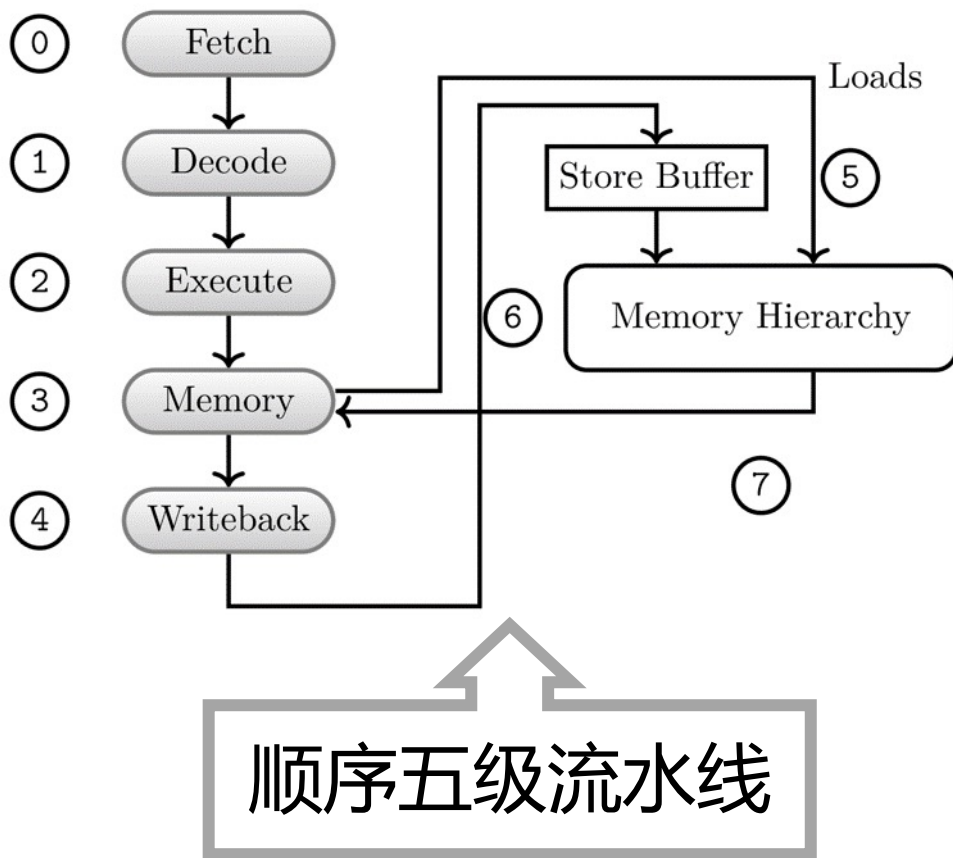 0 Fetch
Loads
1 Decode
Store Buffer 5
2 Execute
6 Memory Hierarchy
3 Memory
7
4 Writeback
顺序五级流水线